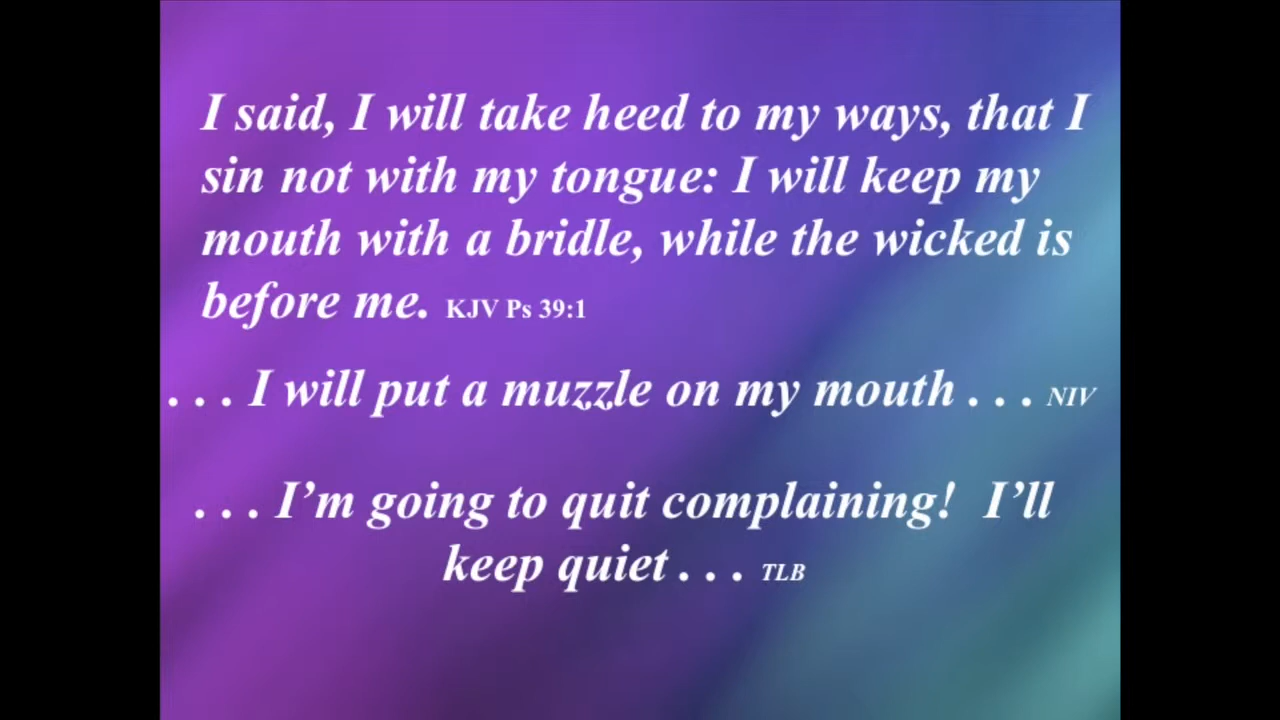 I said, I will take heed to my ways, that I
sin not with my tongue: I will keep my
mouth with a bridle, while the wicked is
before me. KJV Ps 39:1
. . . I will put a muzzle on my mouth . . . NIV
. . . I’m going to quit complaining!  I’ll
keep quiet . . . TLB